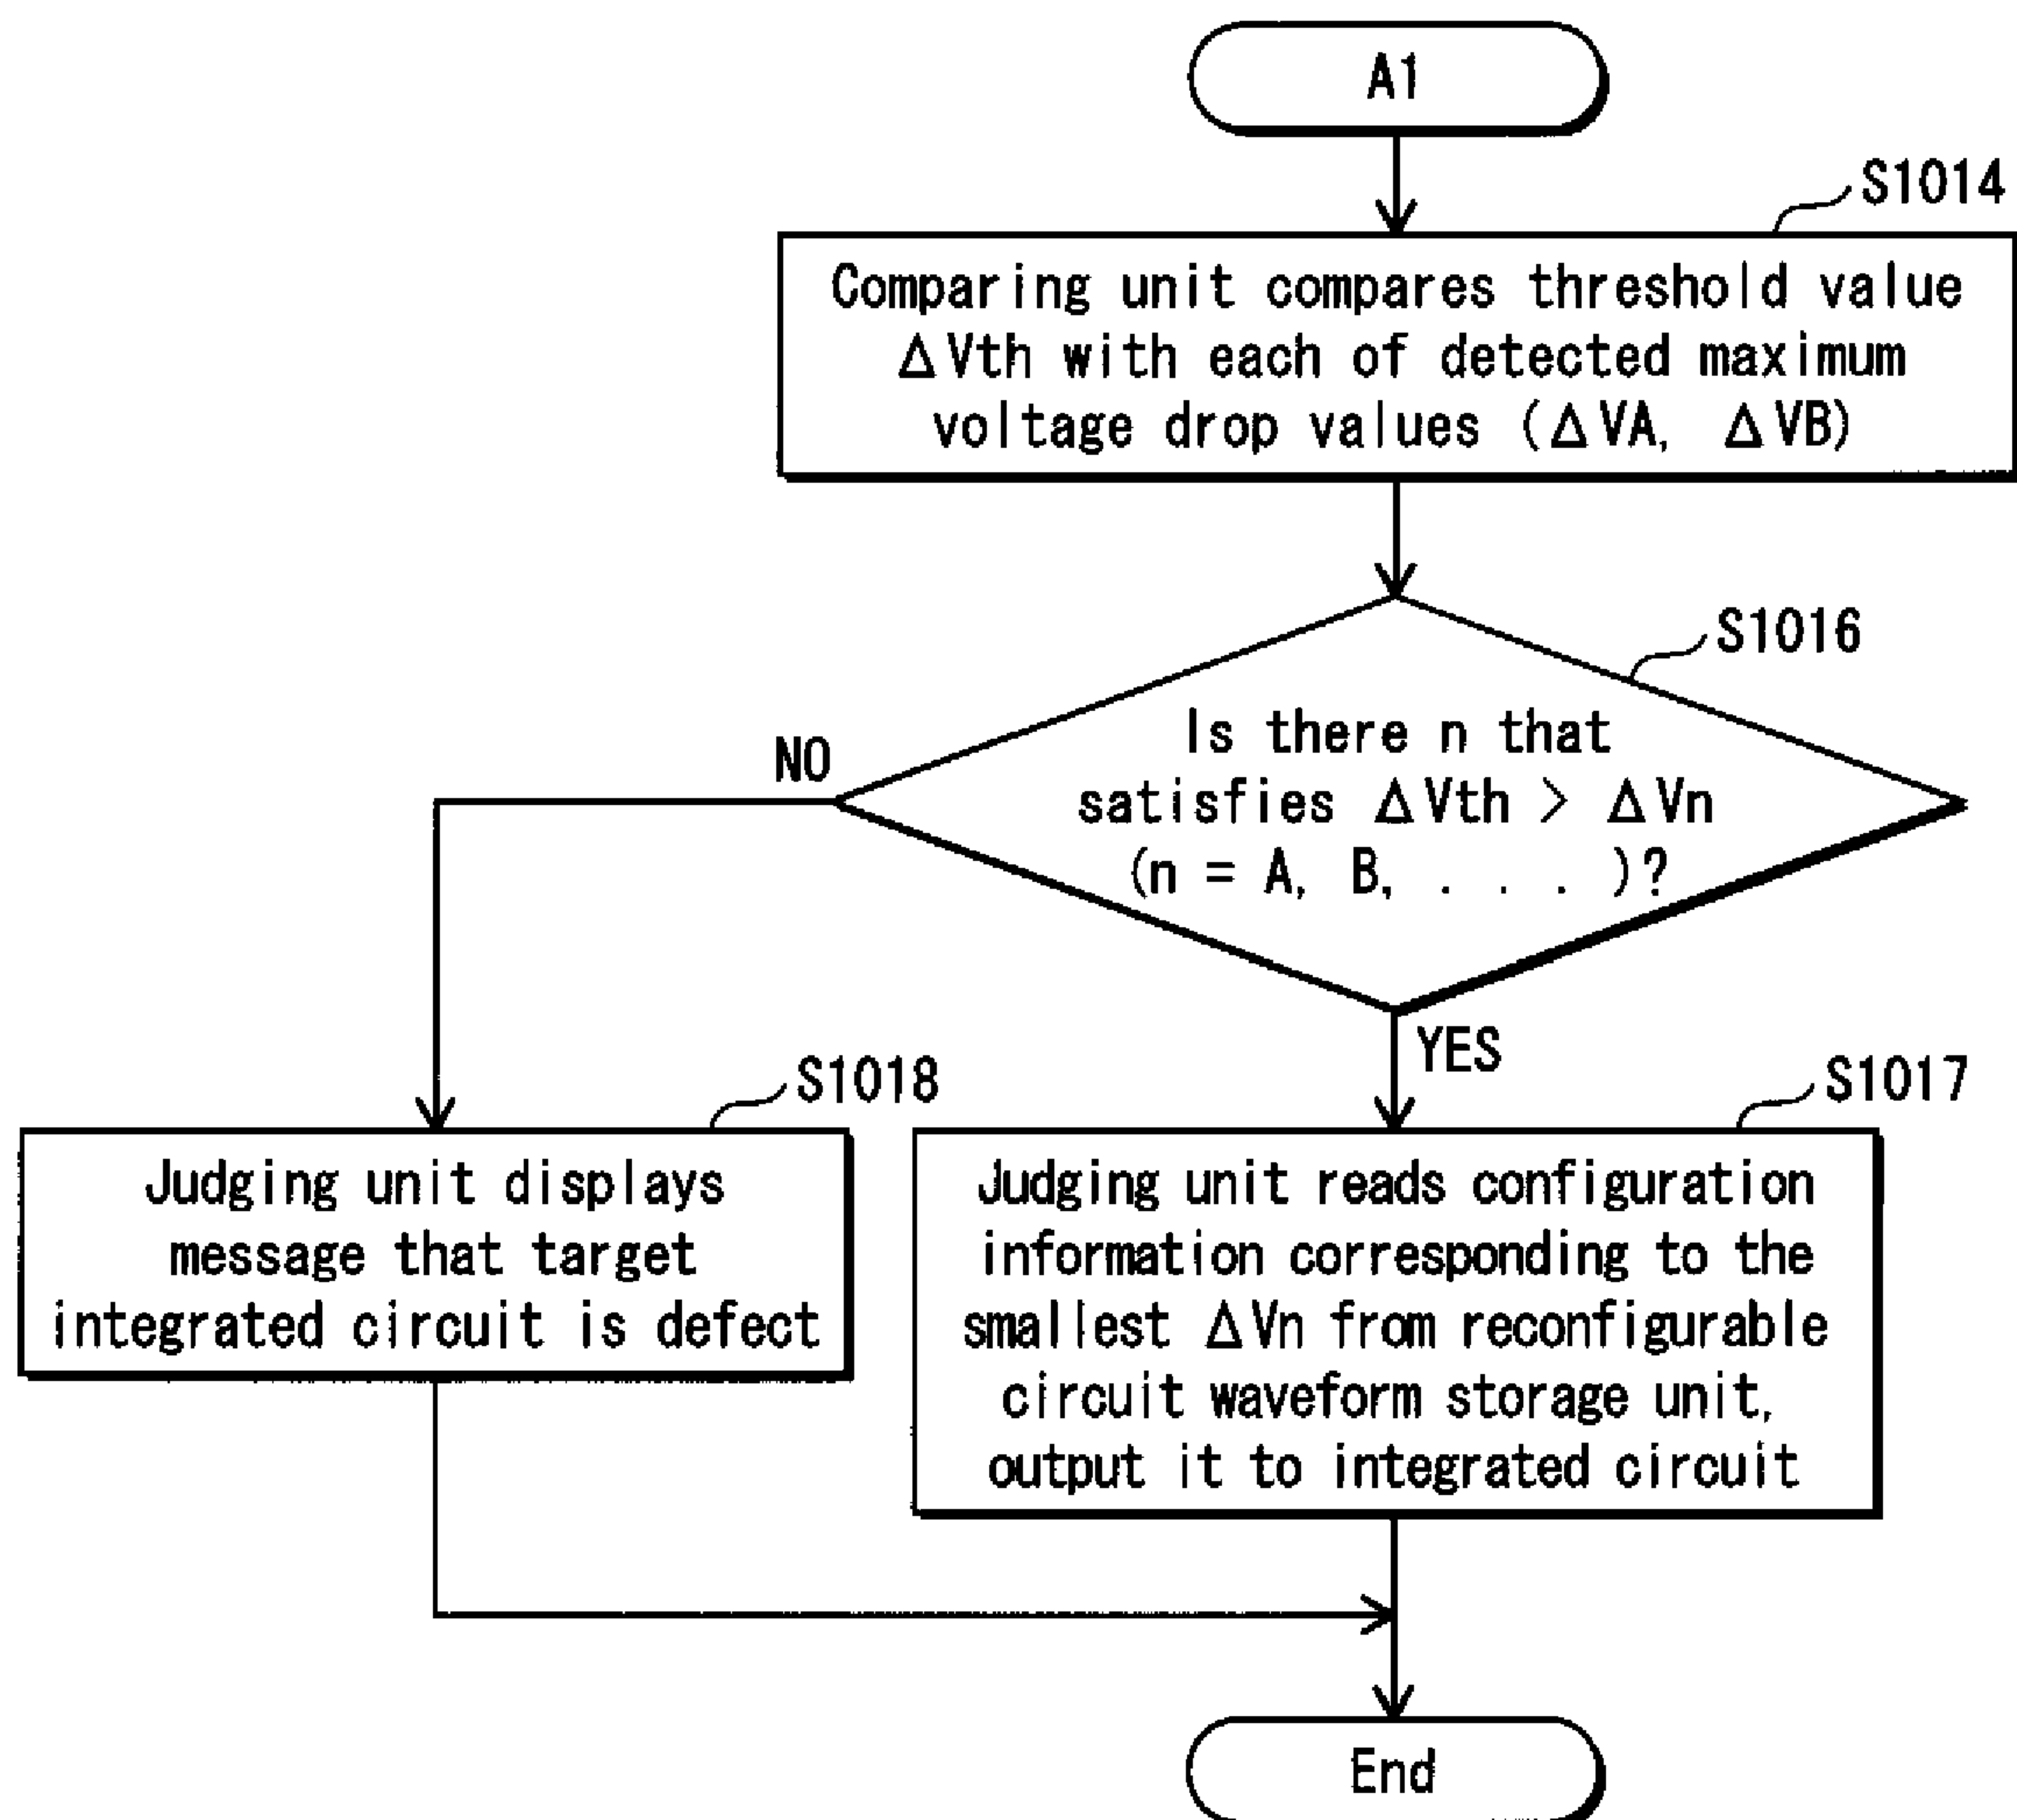 A1
S1014
Comparing unit compares threshold value
ΔVth with each of detected maximum
voltage drop values (ΔVA, ΔVB)
S1016
Is there n that
satisfies ΔVth > ΔVn
(n = A, B, . . . )?
NO
YES
S1018
Judging unit displays
message that target
integrated circuit is defect
S1017
Judging unit reads configuration
information corresponding to the
smallest ΔVn from reconfigurable
circuit waveform storage unit,
output it to integrated circuit
End